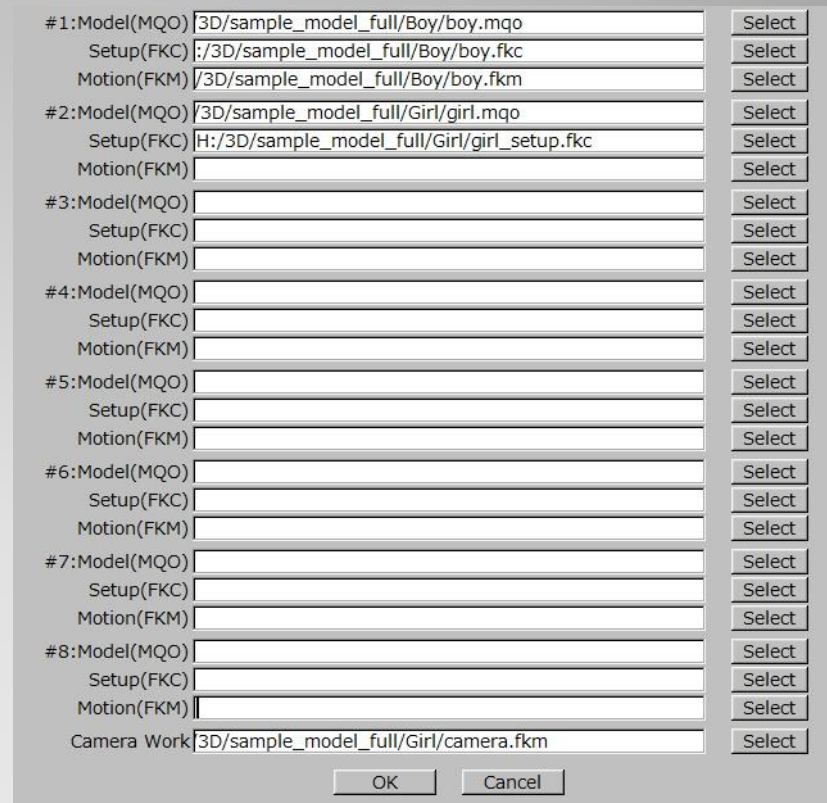 #1:Model(MQO) /3D/sample_model_full/Boy/boy.mqo Select
Setup(FKC) :/3D/sample_model_full/Boy/boy.fkc Select
Motion(FKM) /3D/sample_model_full/Boy/boy.fkm Select
#2:Model(MQO) /3D/sample_model_full/Girl/girl.mqo Select
Setup(FKC) H:/3D/sample_model_full/Girl/girl_setup.fkc Select
Motion(FKM) Select
#3:Model(MQO) Select
Setup(FKC) Select
Motion(FKM) Select
#4:Model(MQO) Select
Setup(FKC) Select
Motion(FKM) Select
#5:Model(MQO) Select
Setup(FKC) Select
Motion(FKM) Select
#6:Model(MQO) Select
Setup(FKC) Select
Motion(FKM) Select
#7:Model(MQO) Select
Setup(FKC) Select
Motion(FKM) Select
#8:Model(MQO) Select
Setup(FKC) Select
Motion(FKM) Select
Camera Work /3D/sample_model_full/Girl/camera.fkm Select
OK Cancel